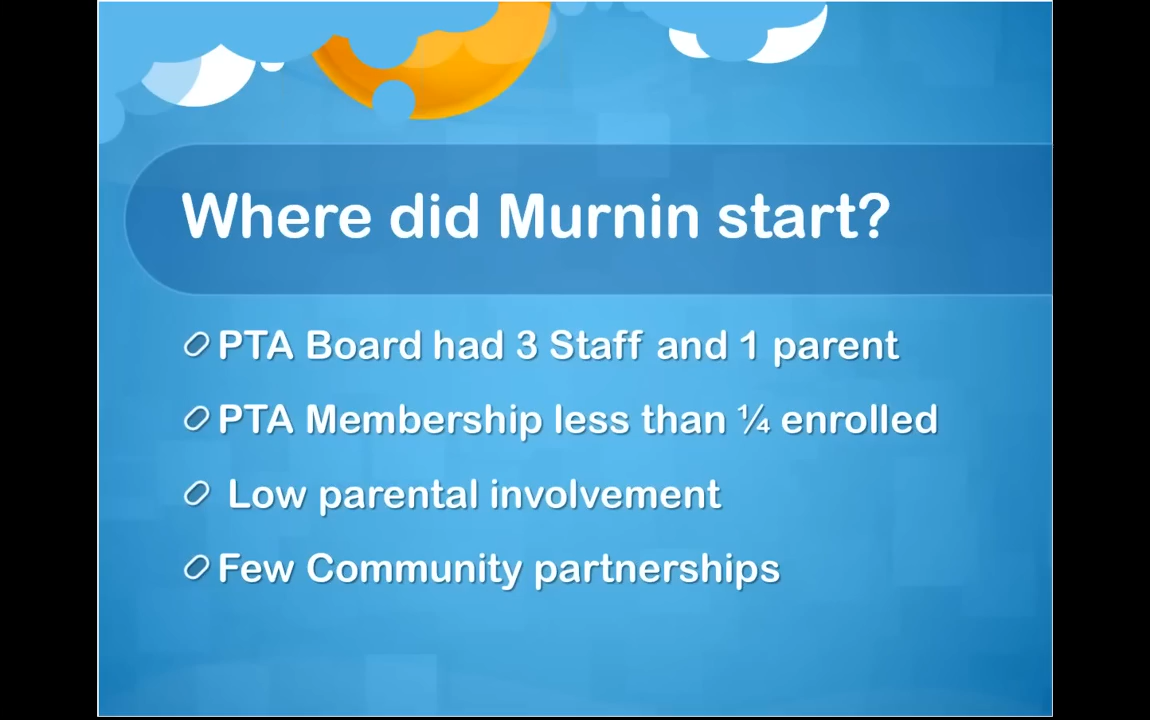 Where did Murnin start?
PTA Board had 3 Staff and 1 parent
PTA Membership less than ¼ enrolled
Low parental involvement
Few Community partnerships